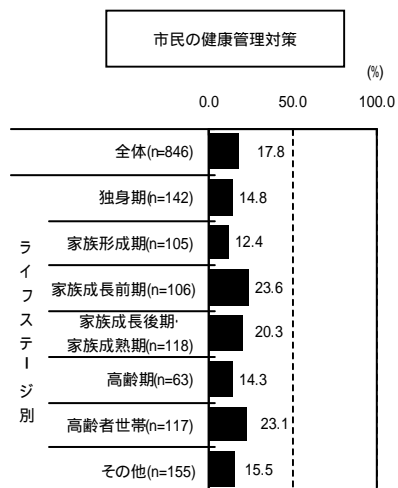 市民の健康管理対策
(%)
0.0 50.0 100.0
全体(n=846) 17.8
ライフステージ別
独身期(n=142) 14.8
家族形成期(n=105) 12.4
家族成長前期(n=106) 23.6
家族成長後期・
家族成熟期(n=118) 20.3
高齢期(n=63) 14.3
高齢者世帯(n=117) 23.1
その他(n=155) 15.5